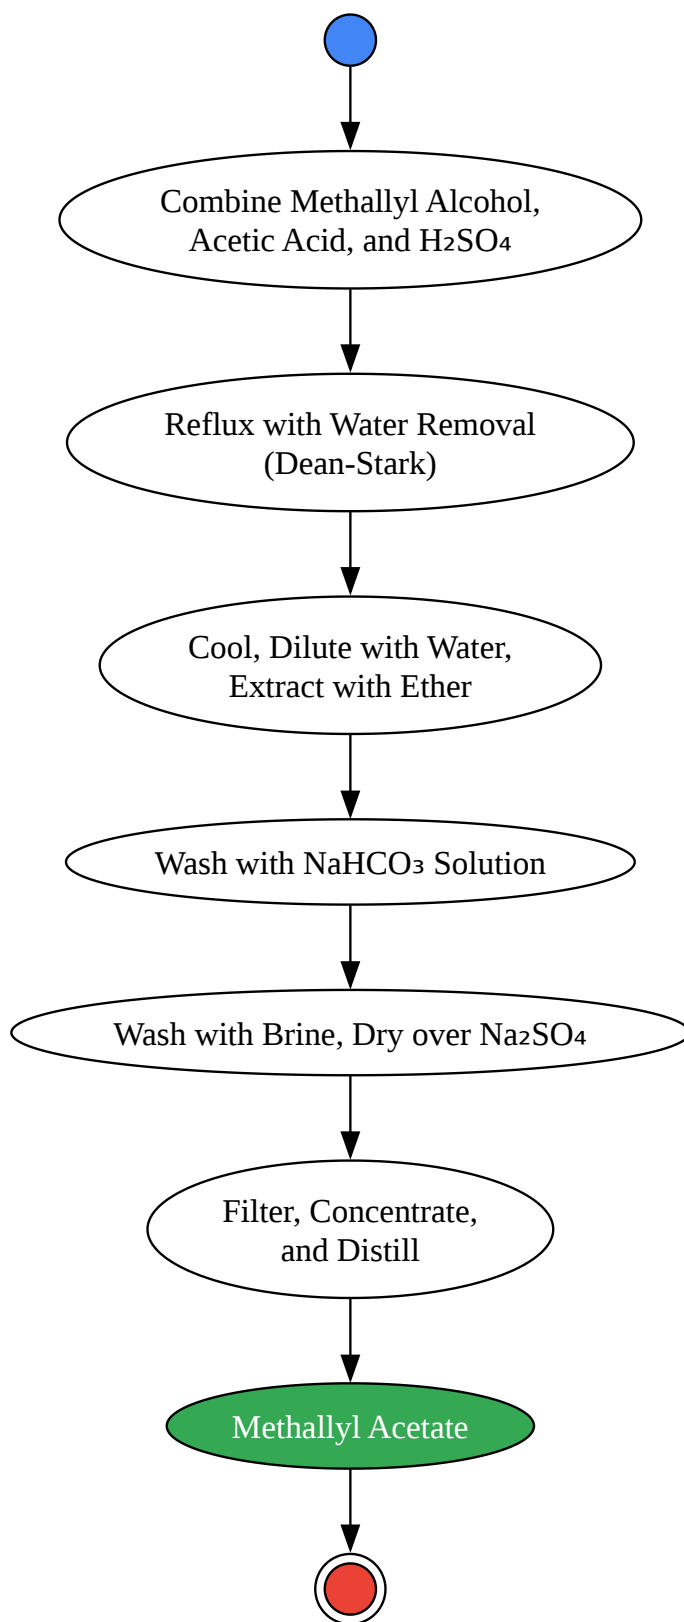 Combine Methallyl Alcohol,
Acetic Acid, and H₂SO₄
Reflux with Water Removal
(Dean-Stark)
Cool, Dilute with Water,
Extract with Ether
Wash with NaHCO₃ Solution
Wash with Brine, Dry over Na₂SO₄
Filter, Concentrate,
and Distill
Methallyl Acetate